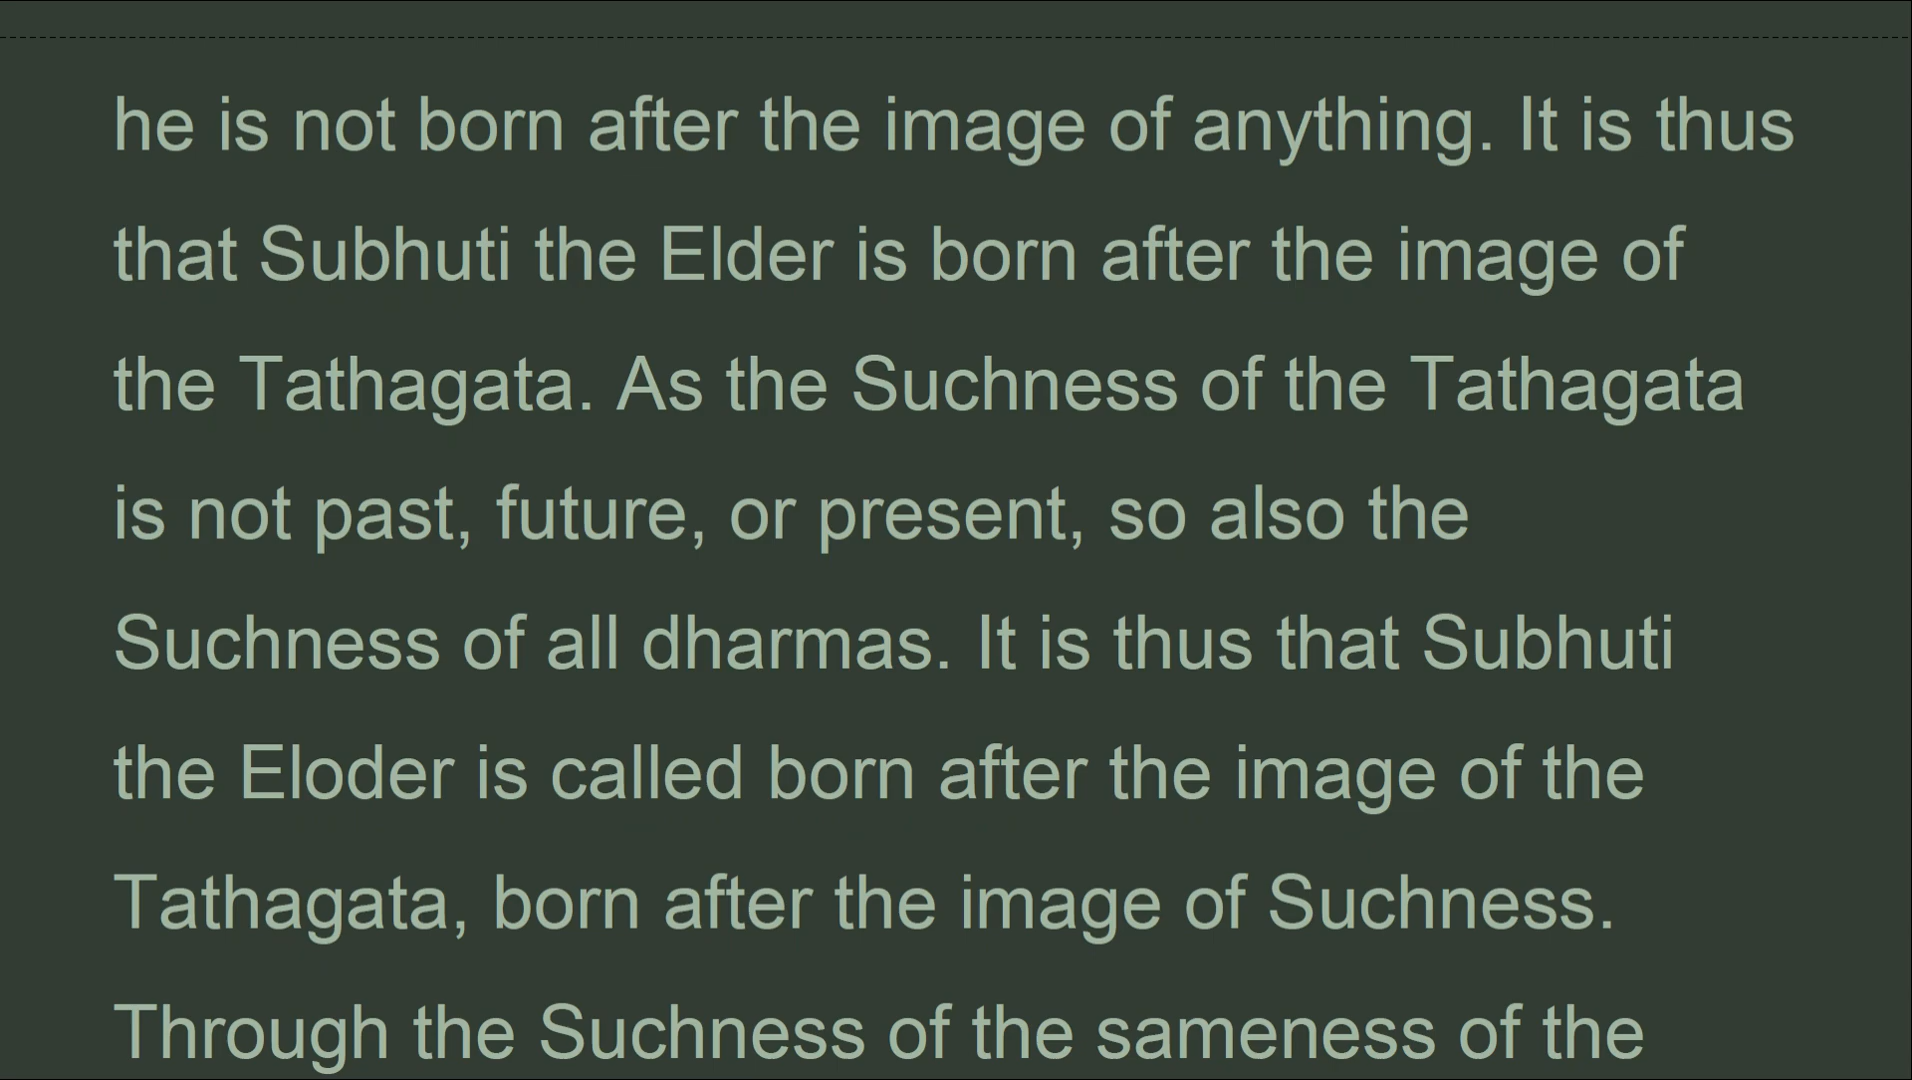 he is not born after the image of anything. It is thus
that Subhuti the Elder is born after the image of
the Tathagata. As the Suchness of the Tathagata
is not past, future, or present, so also the
Suchness of all dharmas. It is thus that Subhuti
the Eloder is called born after the image of the
Tathagata, born after the image of Suchness.
Through the Suchness of the sameness of the